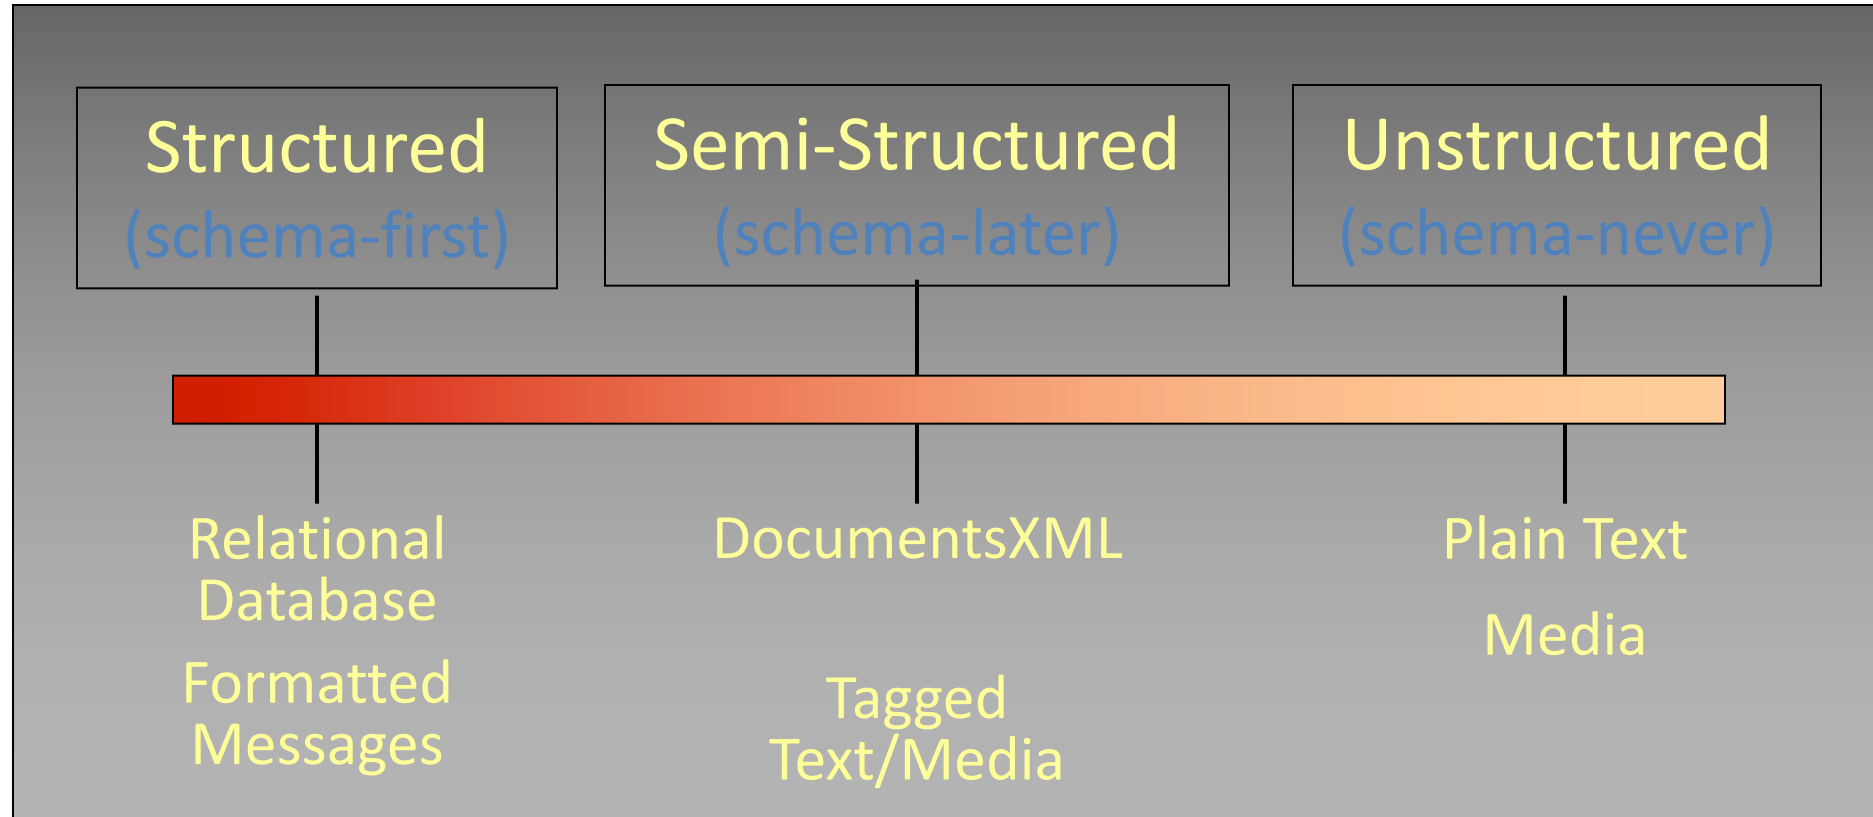 Structured
(schema-first)
Semi-Structured
(schema-later)
Unstructured
(schema-never)
Relational
Database
Formatted
Messages
DocumentsXML
Tagged
Text/Media
Plain Text
Media